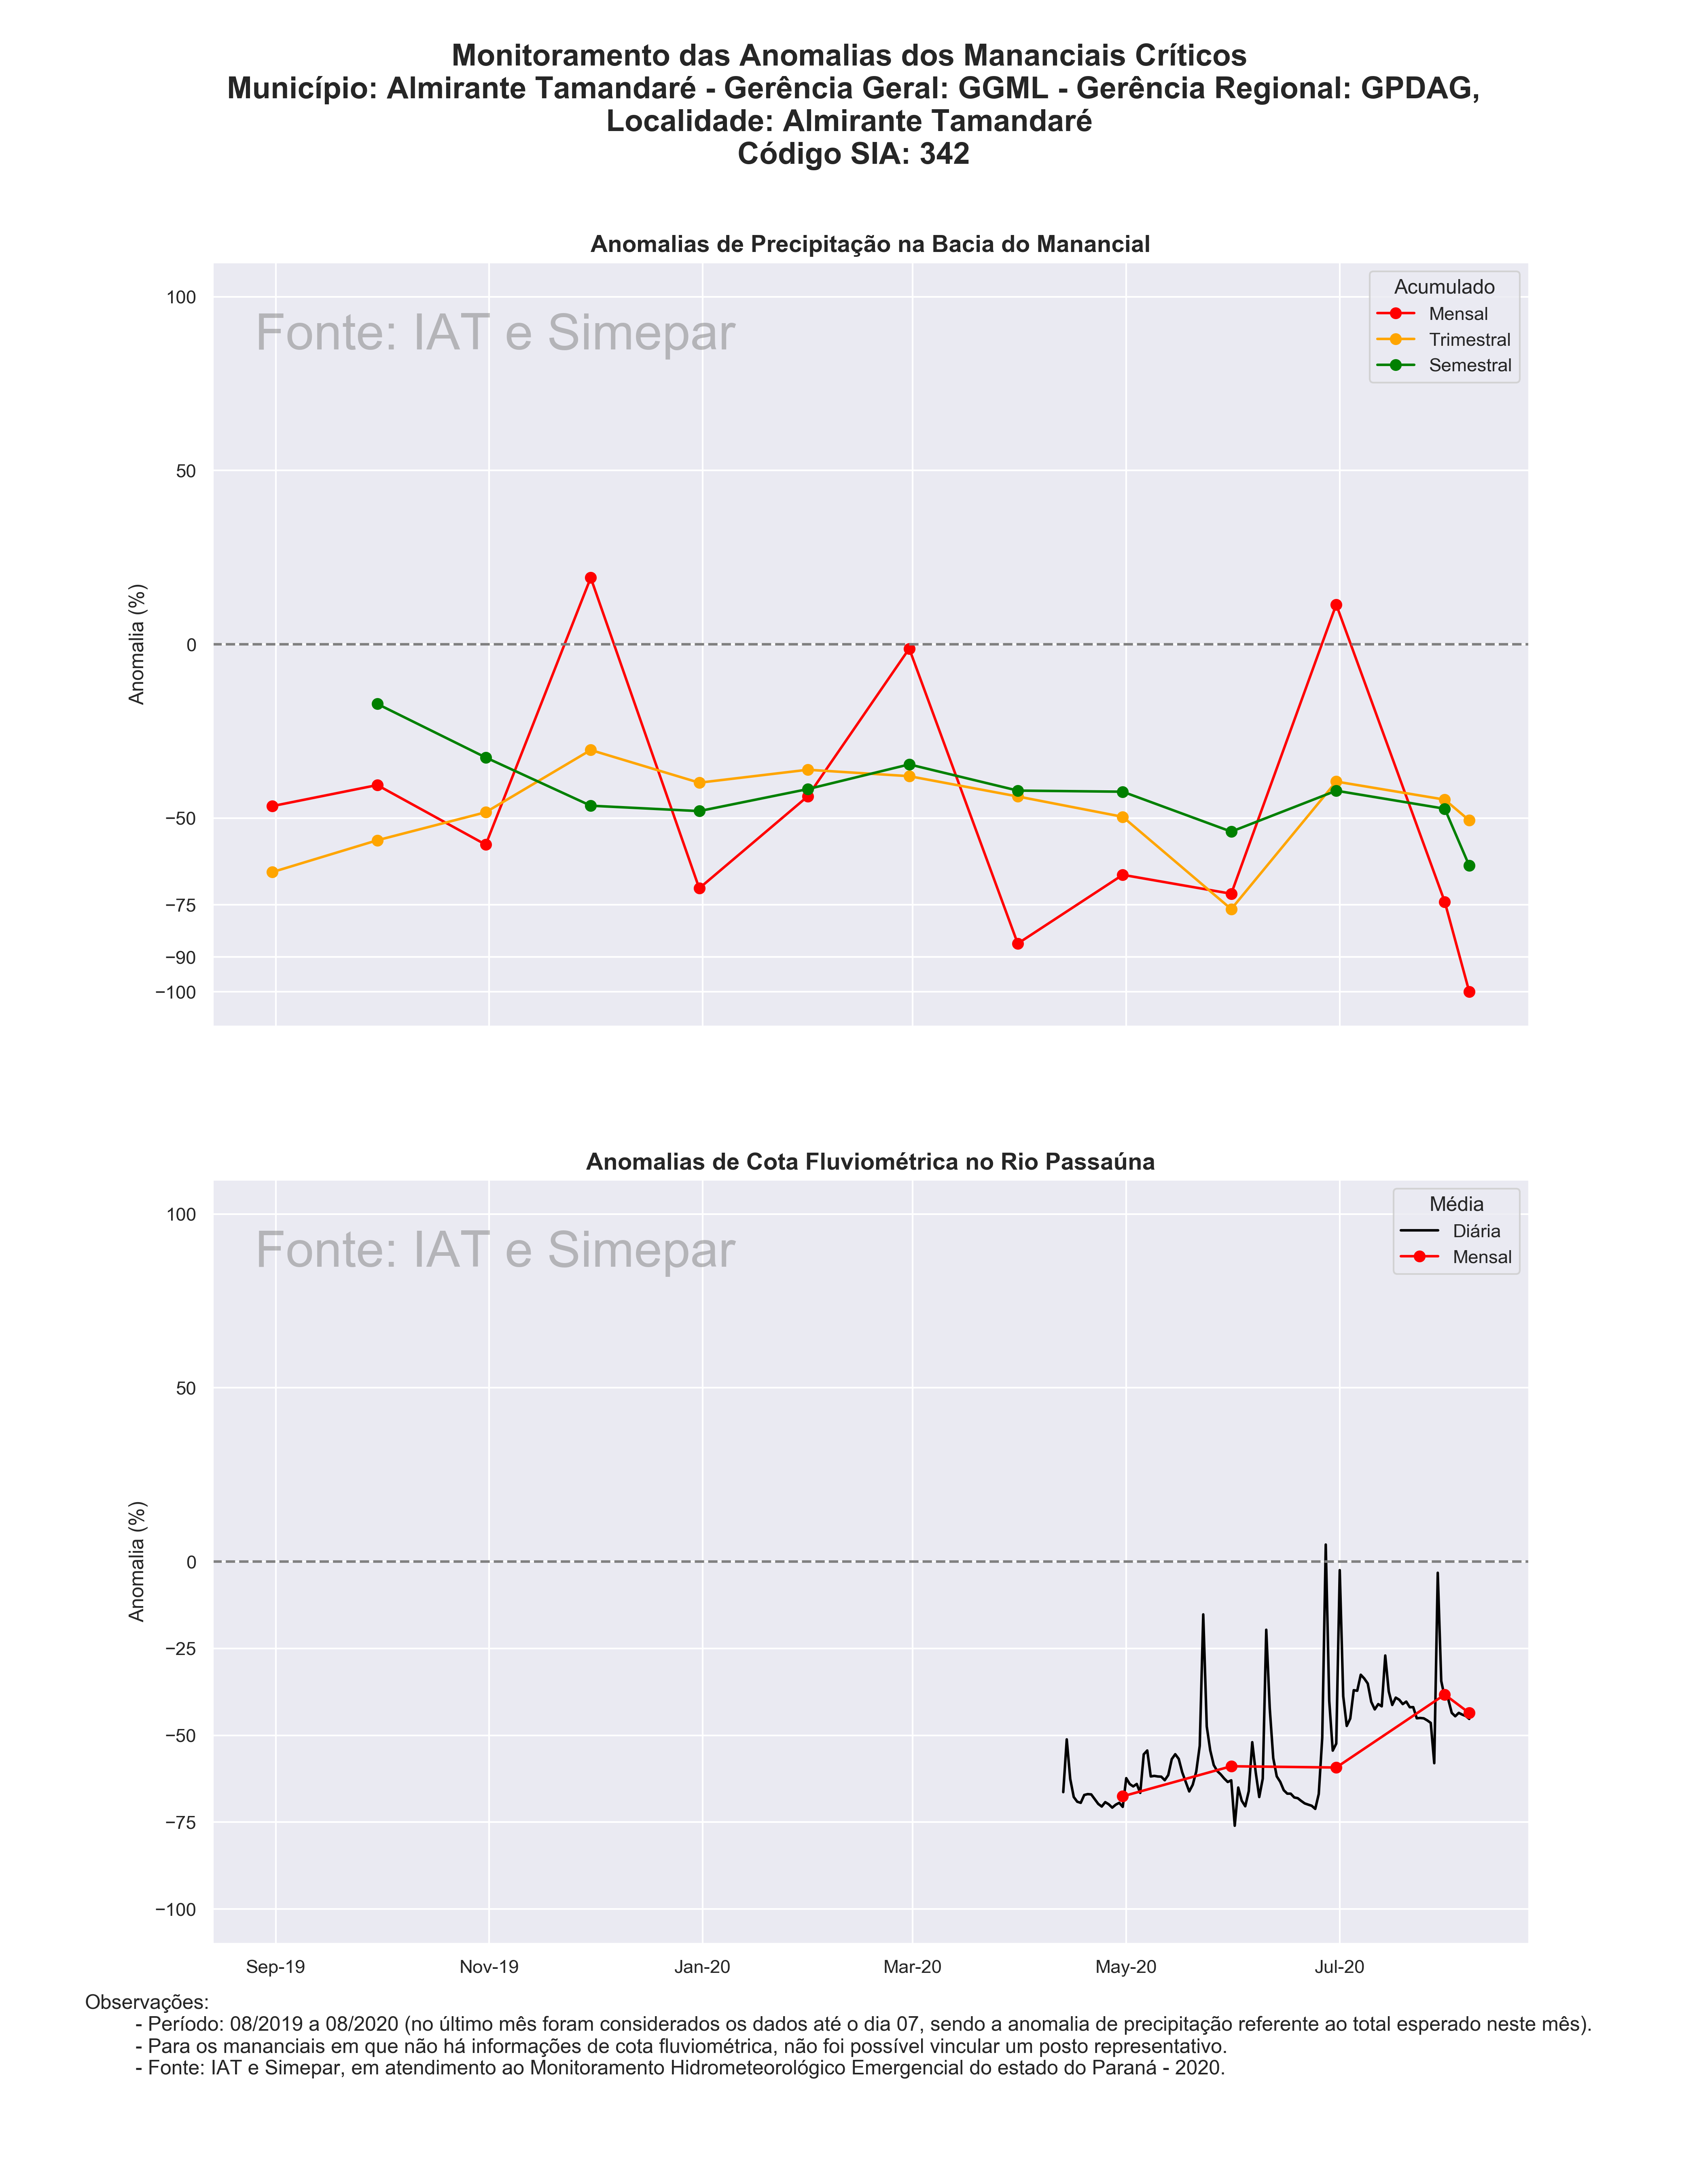 Monitoramento das Anomalias dos Mananciais Críticos
Município: Almirante Tamandaré - Gerência Geral: GGML - Gerência Regional: GPDAG,
Localidade: Almirante Tamandaré
Código SIA: 342
Anomalias de Precipitação na Bacia do Manancial
Fonte: IAT e Simepar
Acumulado
Mensal
Trimestral
Semestral
Anomalia (%)
100
50
0
−50
−75
−90
−100
Anomalias de Cota Fluviométrica no Rio Passaúna
Fonte: IAT e Simepar
Média
Diária
Mensal
Anomalia (%)
100
50
0
−25
−50
−75
−100
Sep-19 Nov-19 Jan-20 Mar-20 May-20 Jul-20
Observações:
- Período: 08/2019 a 08/2020 (no último mês foram considerados os dados até o dia 07, sendo a anomalia de precipitação referente ao total esperado neste mês).
- Para os mananciais em que não há informações de cota fluviométrica, não foi possível vincular um posto representativo.
- Fonte: IAT e Simepar, em atendimento ao Monitoramento Hidrometeorológico Emergencial do estado do Paraná - 2020.